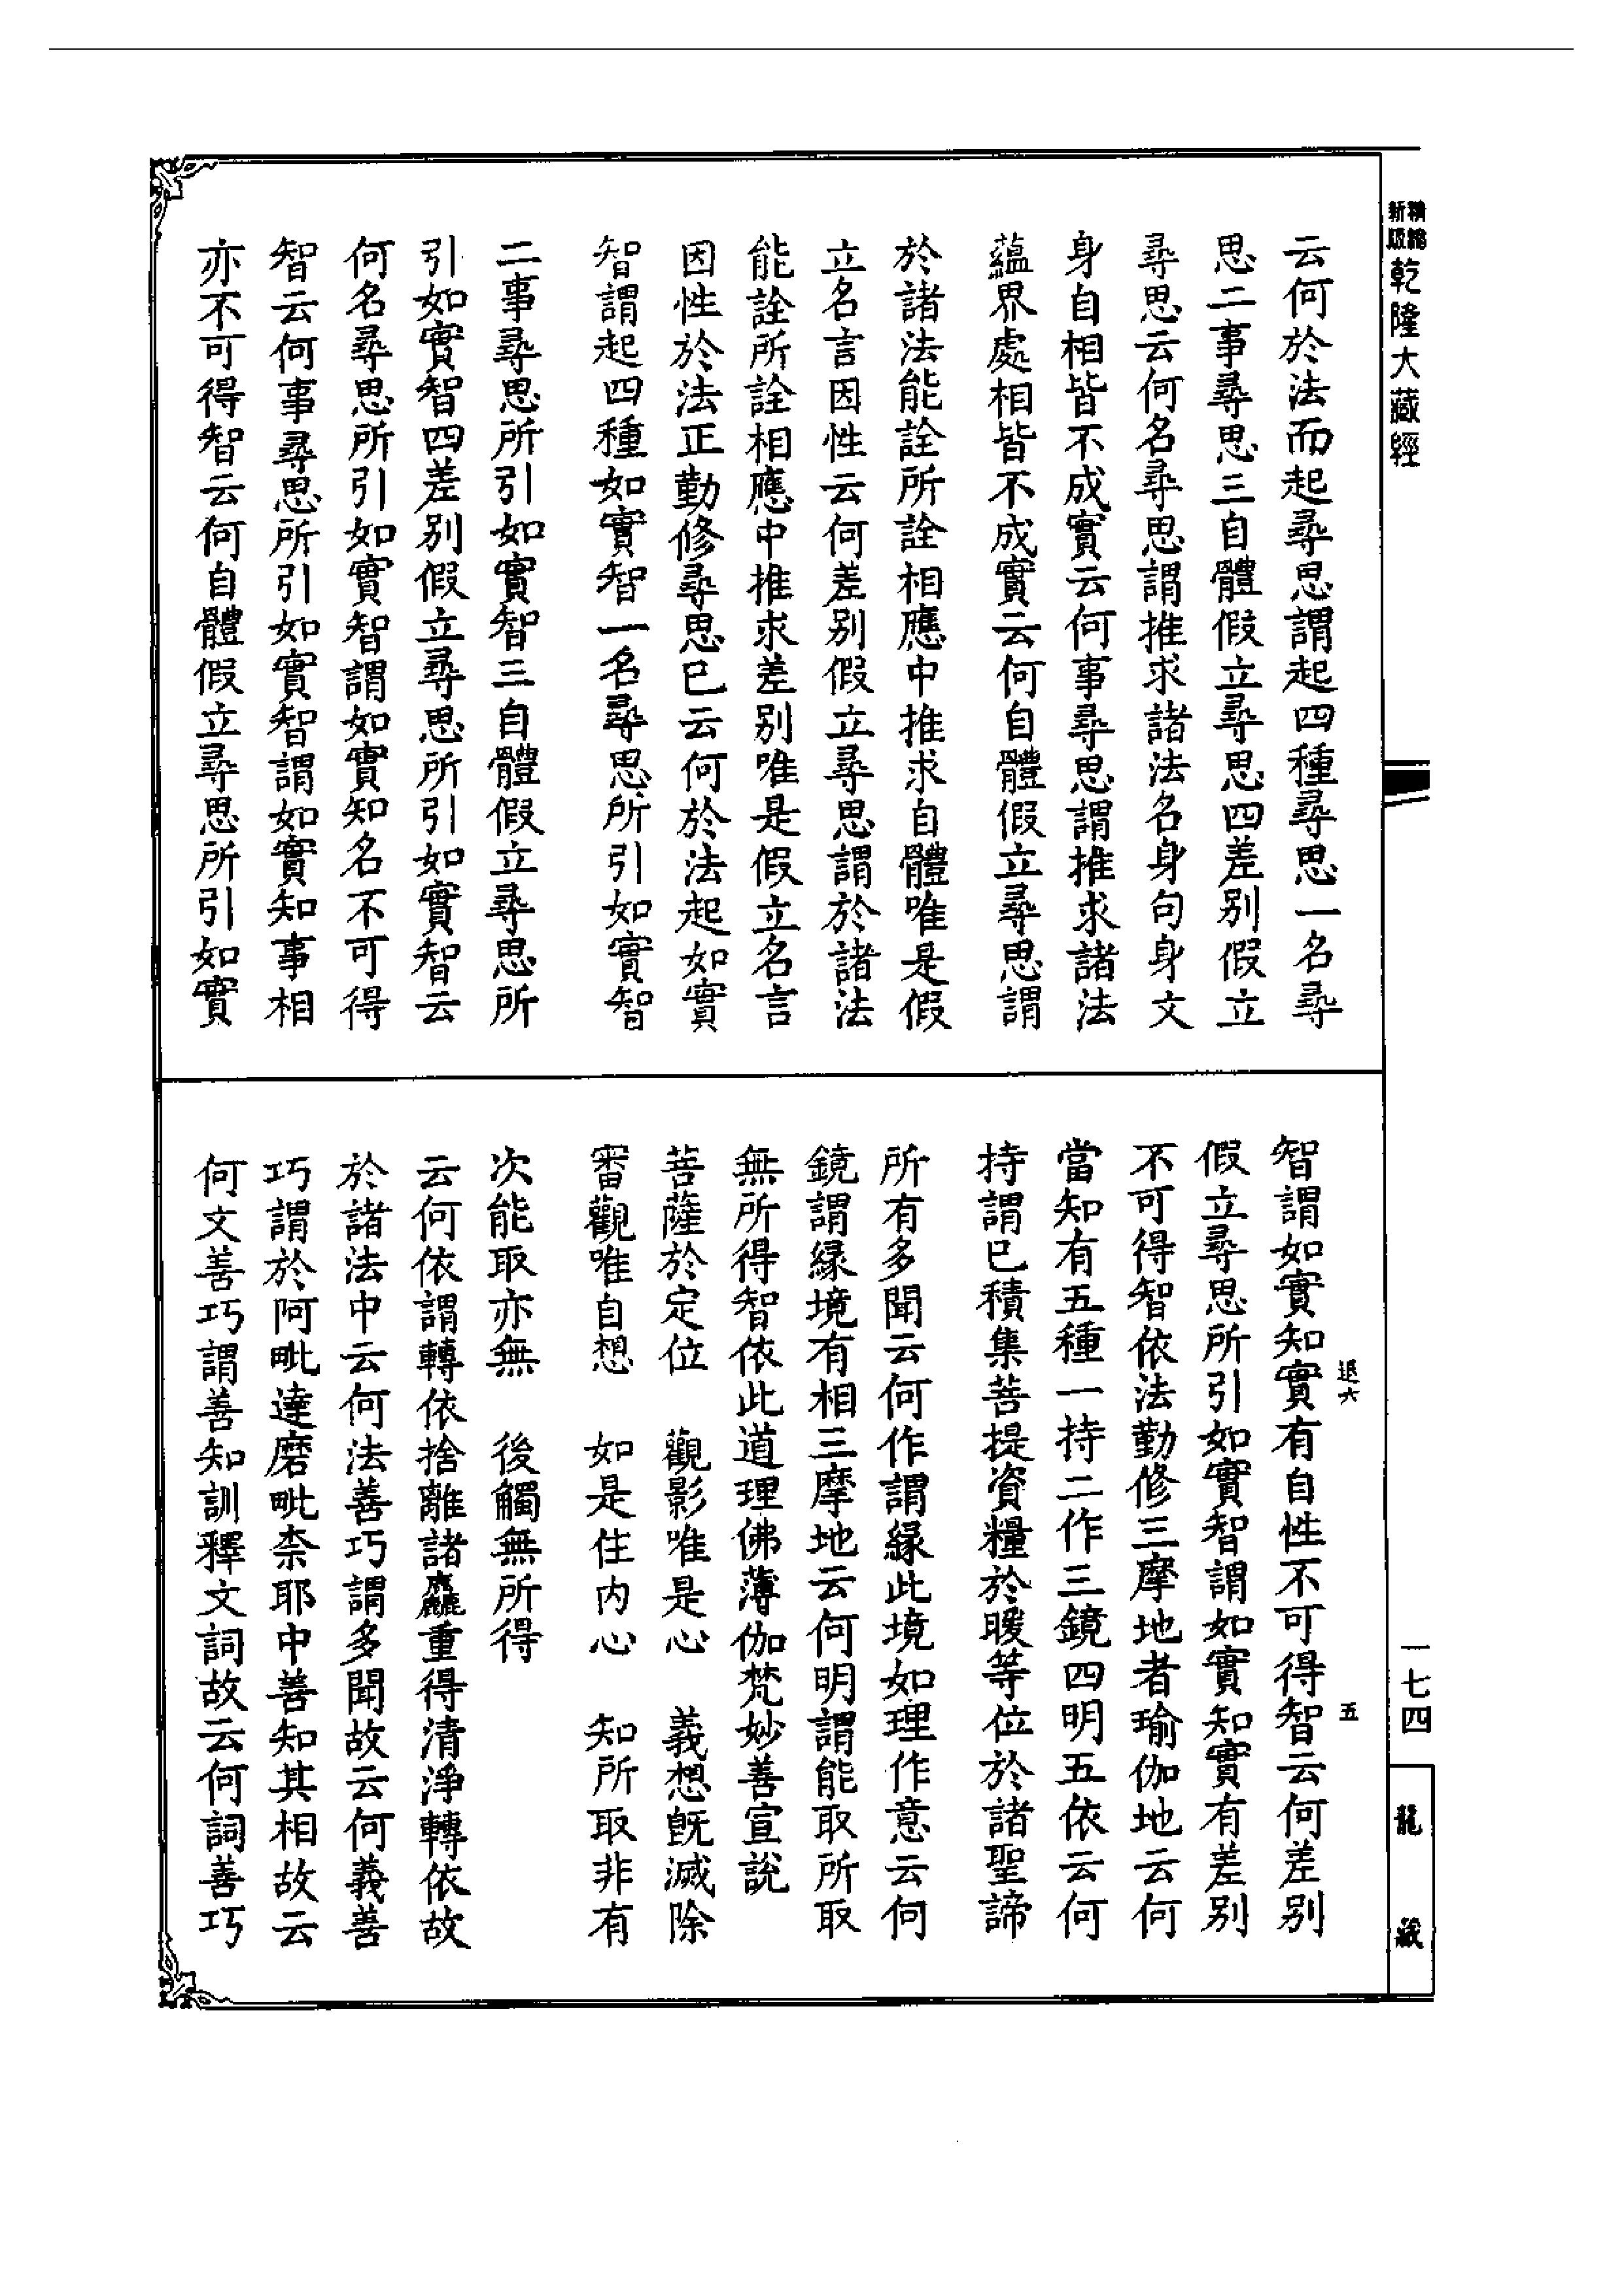 精縮新版
乾隆大藏經
云何於法而起尋思謂起四種尋思一名尋
思二事尋思三自體假立尋思四差別假立
尋思云何名尋思謂推求諸法名身句身文
身自相皆不成實云何事尋思謂推求諸法
蘊界處相皆不成實云何自體假立尋思謂
於諸法能詮所詮相應中推求自體唯是假
立名言因性云何差別假立尋思謂於諸法
能詮所詮相應中推求差別唯是假立名言
因性於法正勤修尋思已云何於法起如實
智謂起四種如實智一名尋思所引如實智
二事尋思所引如實智三自體假立尋思所
引如實智四差別假立尋思所引如實智云
何名尋思所引如實智謂如實知名不可得
智云何事尋思所引如實智謂如實知事相
亦不可得智云何自體假立尋思所引如實
退六
五
智謂如實知實有自性不可得智云何差別
假立尋思所引如實智謂如實知實有差別
不可得智依法勤修三摩地者瑜伽地云何
當知有五種一持二作三鏡四明五依云何
持謂已積集菩提資糧於暖等位於諸聖諦
所有多聞云何作謂緣此境如理作意云何
鏡謂緣境有相三摩地云何明謂能取所取
無所得智依此道理佛薄伽梵妙善宣說
菩薩於定位　觀影唯是心　義想既滅除
審觀唯自想　如是住內心　知所取非有
次能取亦無　後觸無所得
云何依謂轉依捨離諸麤重得清淨轉依故
於諸法中云何法善巧謂多聞故云何義善
巧謂於阿毗達磨毗柰耶中善知其相故云
何文善巧謂善知訓釋文詞故云何詞善巧
一七四
龍藏